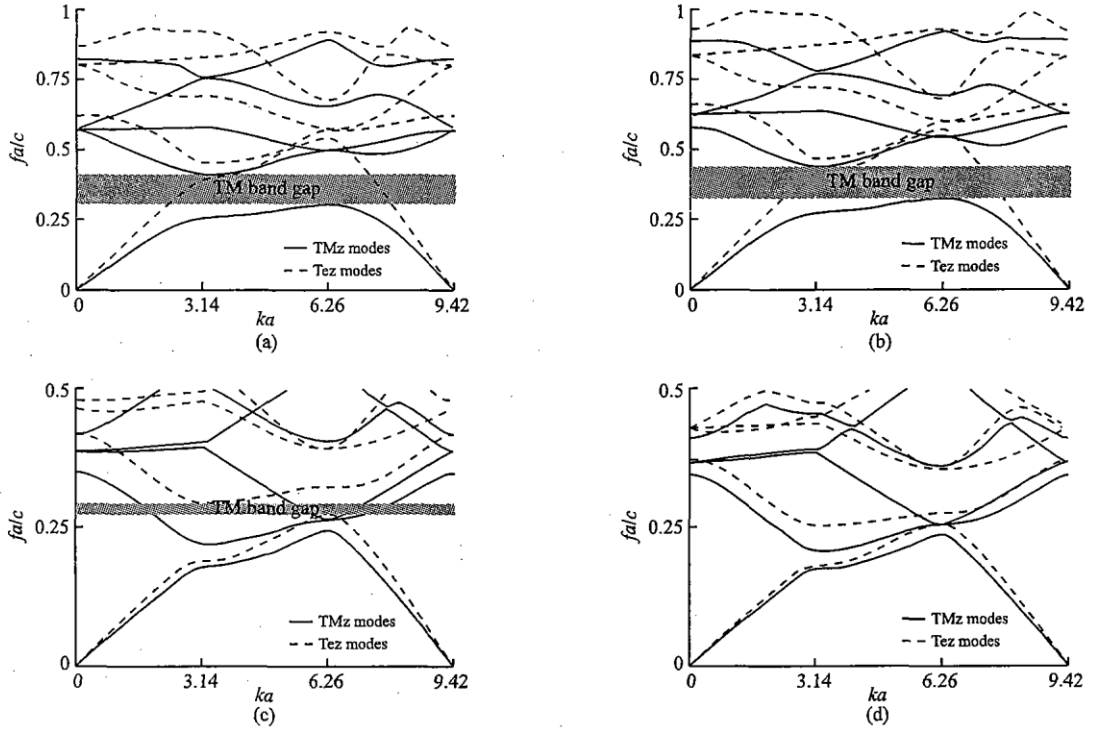 1
0.75
fa/c
0.5
TM band gap
0.25
TMz modes
Tez modes
0
0
3.14
6.26
9.42
ka
(a)
1
0.75
fa/c
0.5
TM band gap
0.25
TMz modes
Tez modes
0
0
3.14
6.26
9.42
ka
(b)
0.5
fa/c
TM band gap
0.25
TMz modes
Tez modes
0
0
3.14
6.26
9.42
ka
(c)
0.5
fa/c
0.25
TMz modes
Tez modes
0
0
3.14
6.26
9.42
ka
(d)